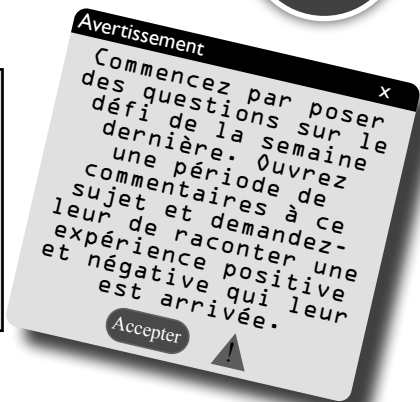 Avertissement
x
Commencez par poser
des questions sur le
défi de la semaine
dernière. Ouvrez
une période de
commentaires à ce
sujet et demandez-
leur de raconter une
expérience positive
et négative qui leur
est arrivée.
Accepter
!